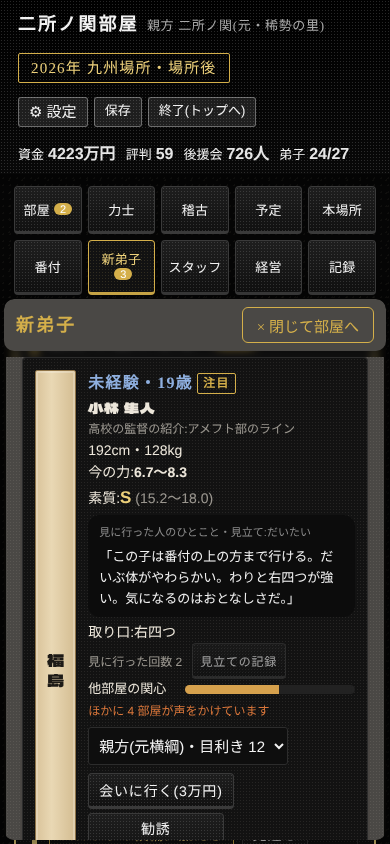 二所ノ関部屋 親方 二所ノ関(元・稀勢の里)
2026年 九州場所・場所後
⚙ 設定 保存 終了(トップへ)
資金 4223万円 評判 59 後援会 726人 弟子 24/27
部屋 2 力士 稽古 予定 本場所
番付 新弟子 3 スタッフ 経営 記録
新弟子 × 閉じて部屋へ
福島
未経験・19歳 注目
小林 隼人
高校の監督の紹介:アメフト部のライン
192cm・128kg
今の力:6.7〜8.3
素質:S (15.2〜18.0)
見に行った人のひとこと・見立て:だいたい
「この子は番付の上の方まで行ける。だ
いぶ体がやわらかい。わりと右四つが強
い。気になるのはおとなしさだ。」
取り口:右四つ
見に行った回数 2 見立ての記録
他部屋の関心
ほかに 4 部屋が声をかけています
親方(元横綱)・目利き 12
会いに行く(3万円)
勧誘